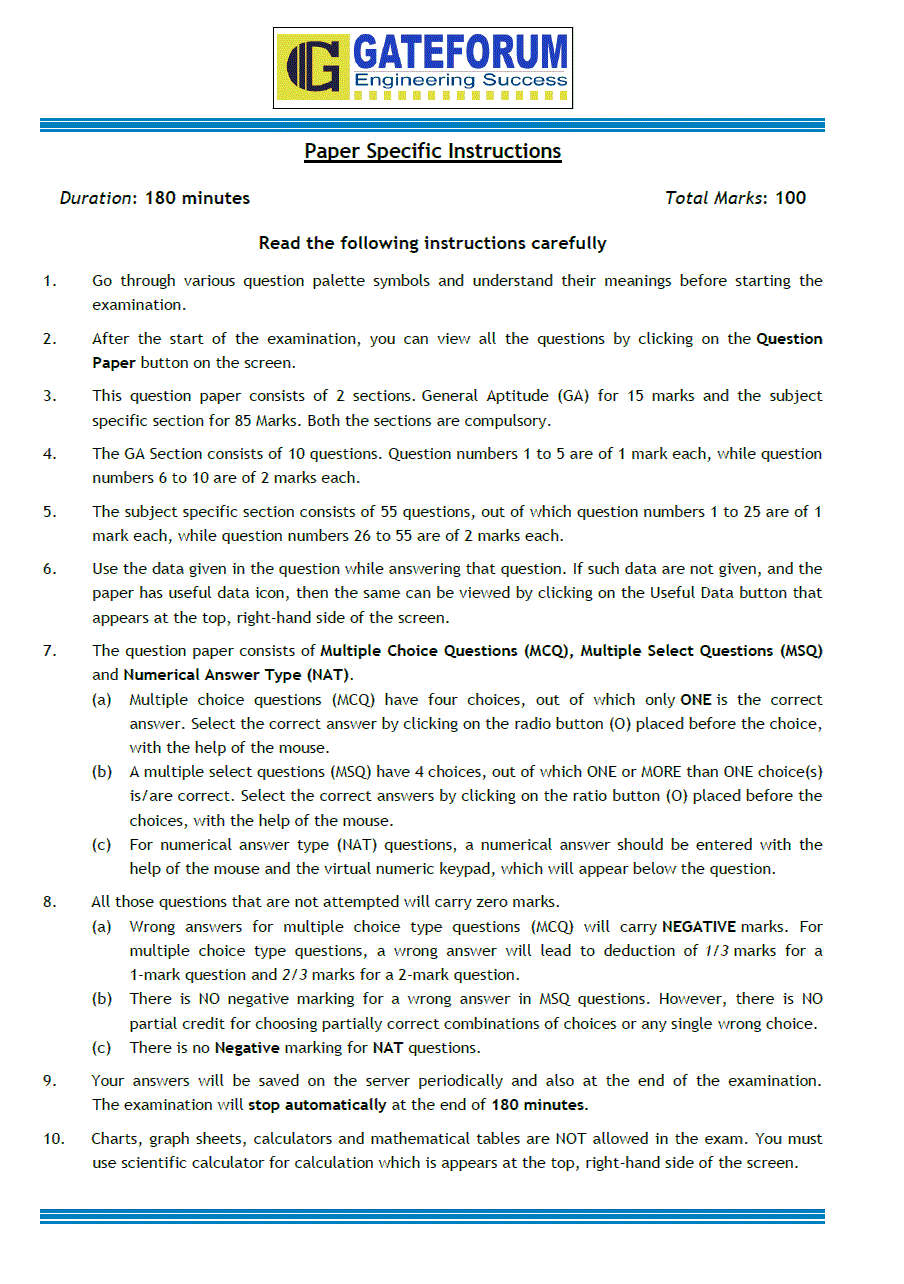 GATEFORUM
Engineering Success
Paper Specific Instructions
Duration: 180 minutes Total Marks: 100
Read the following instructions carefully
1. Go through various question palette symbols and understand their meanings before starting the
examination.
2. After the start of the examination, you can view all the questions by clicking on the Question
Paper button on the screen.
3. This question paper consists of 2 sections. General Aptitude (GA) for 15 marks and the subject
specific section for 85 Marks. Both the sections are compulsory.
4. The GA Section consists of 10 questions. Question numbers 1 to 5 are of 1 mark each, while question
numbers 6 to 10 are of 2 marks each.
5. The subject specific section consists of 55 questions, out of which question numbers 1 to 25 are of 1
mark each, while question numbers 26 to 55 are of 2 marks each.
6. Use the data given in the question while answering that question. If such data are not given, and the
paper has useful data icon, then the same can be viewed by clicking on the Useful Data button that
appears at the top, right-hand side of the screen.
7. The question paper consists of Multiple Choice Questions (MCQ), Multiple Select Questions (MSQ)
and Numerical Answer Type (NAT).
(a) Multiple choice questions (MCQ) have four choices, out of which only ONE is the correct
answer. Select the correct answer by clicking on the radio button (O) placed before the choice,
with the help of the mouse.
(b) A multiple select questions (MSQ) have 4 choices, out of which ONE or MORE than ONE choice(s)
is/are correct. Select the correct answers by clicking on the ratio button (O) placed before the
choices, with the help of the mouse.
(c) For numerical answer type (NAT) questions, a numerical answer should be entered with the
help of the mouse and the virtual numeric keypad, which will appear below the question.
8. All those questions that are not attempted will carry zero marks.
(a) Wrong answers for multiple choice type questions (MCQ) will carry NEGATIVE marks. For
multiple choice type questions, a wrong answer will lead to deduction of 1/3 marks for a
1-mark question and 2/3 marks for a 2-mark question.
(b) There is NO negative marking for a wrong answer in MSQ questions. However, there is NO
partial credit for choosing partially correct combinations of choices or any single wrong choice.
(c) There is no Negative marking for NAT questions.
9. Your answers will be saved on the server periodically and also at the end of the examination.
The examination will stop automatically at the end of 180 minutes.
10. Charts, graph sheets, calculators and mathematical tables are NOT allowed in the exam. You must
use scientific calculator for calculation which is appears at the top, right-hand side of the screen.